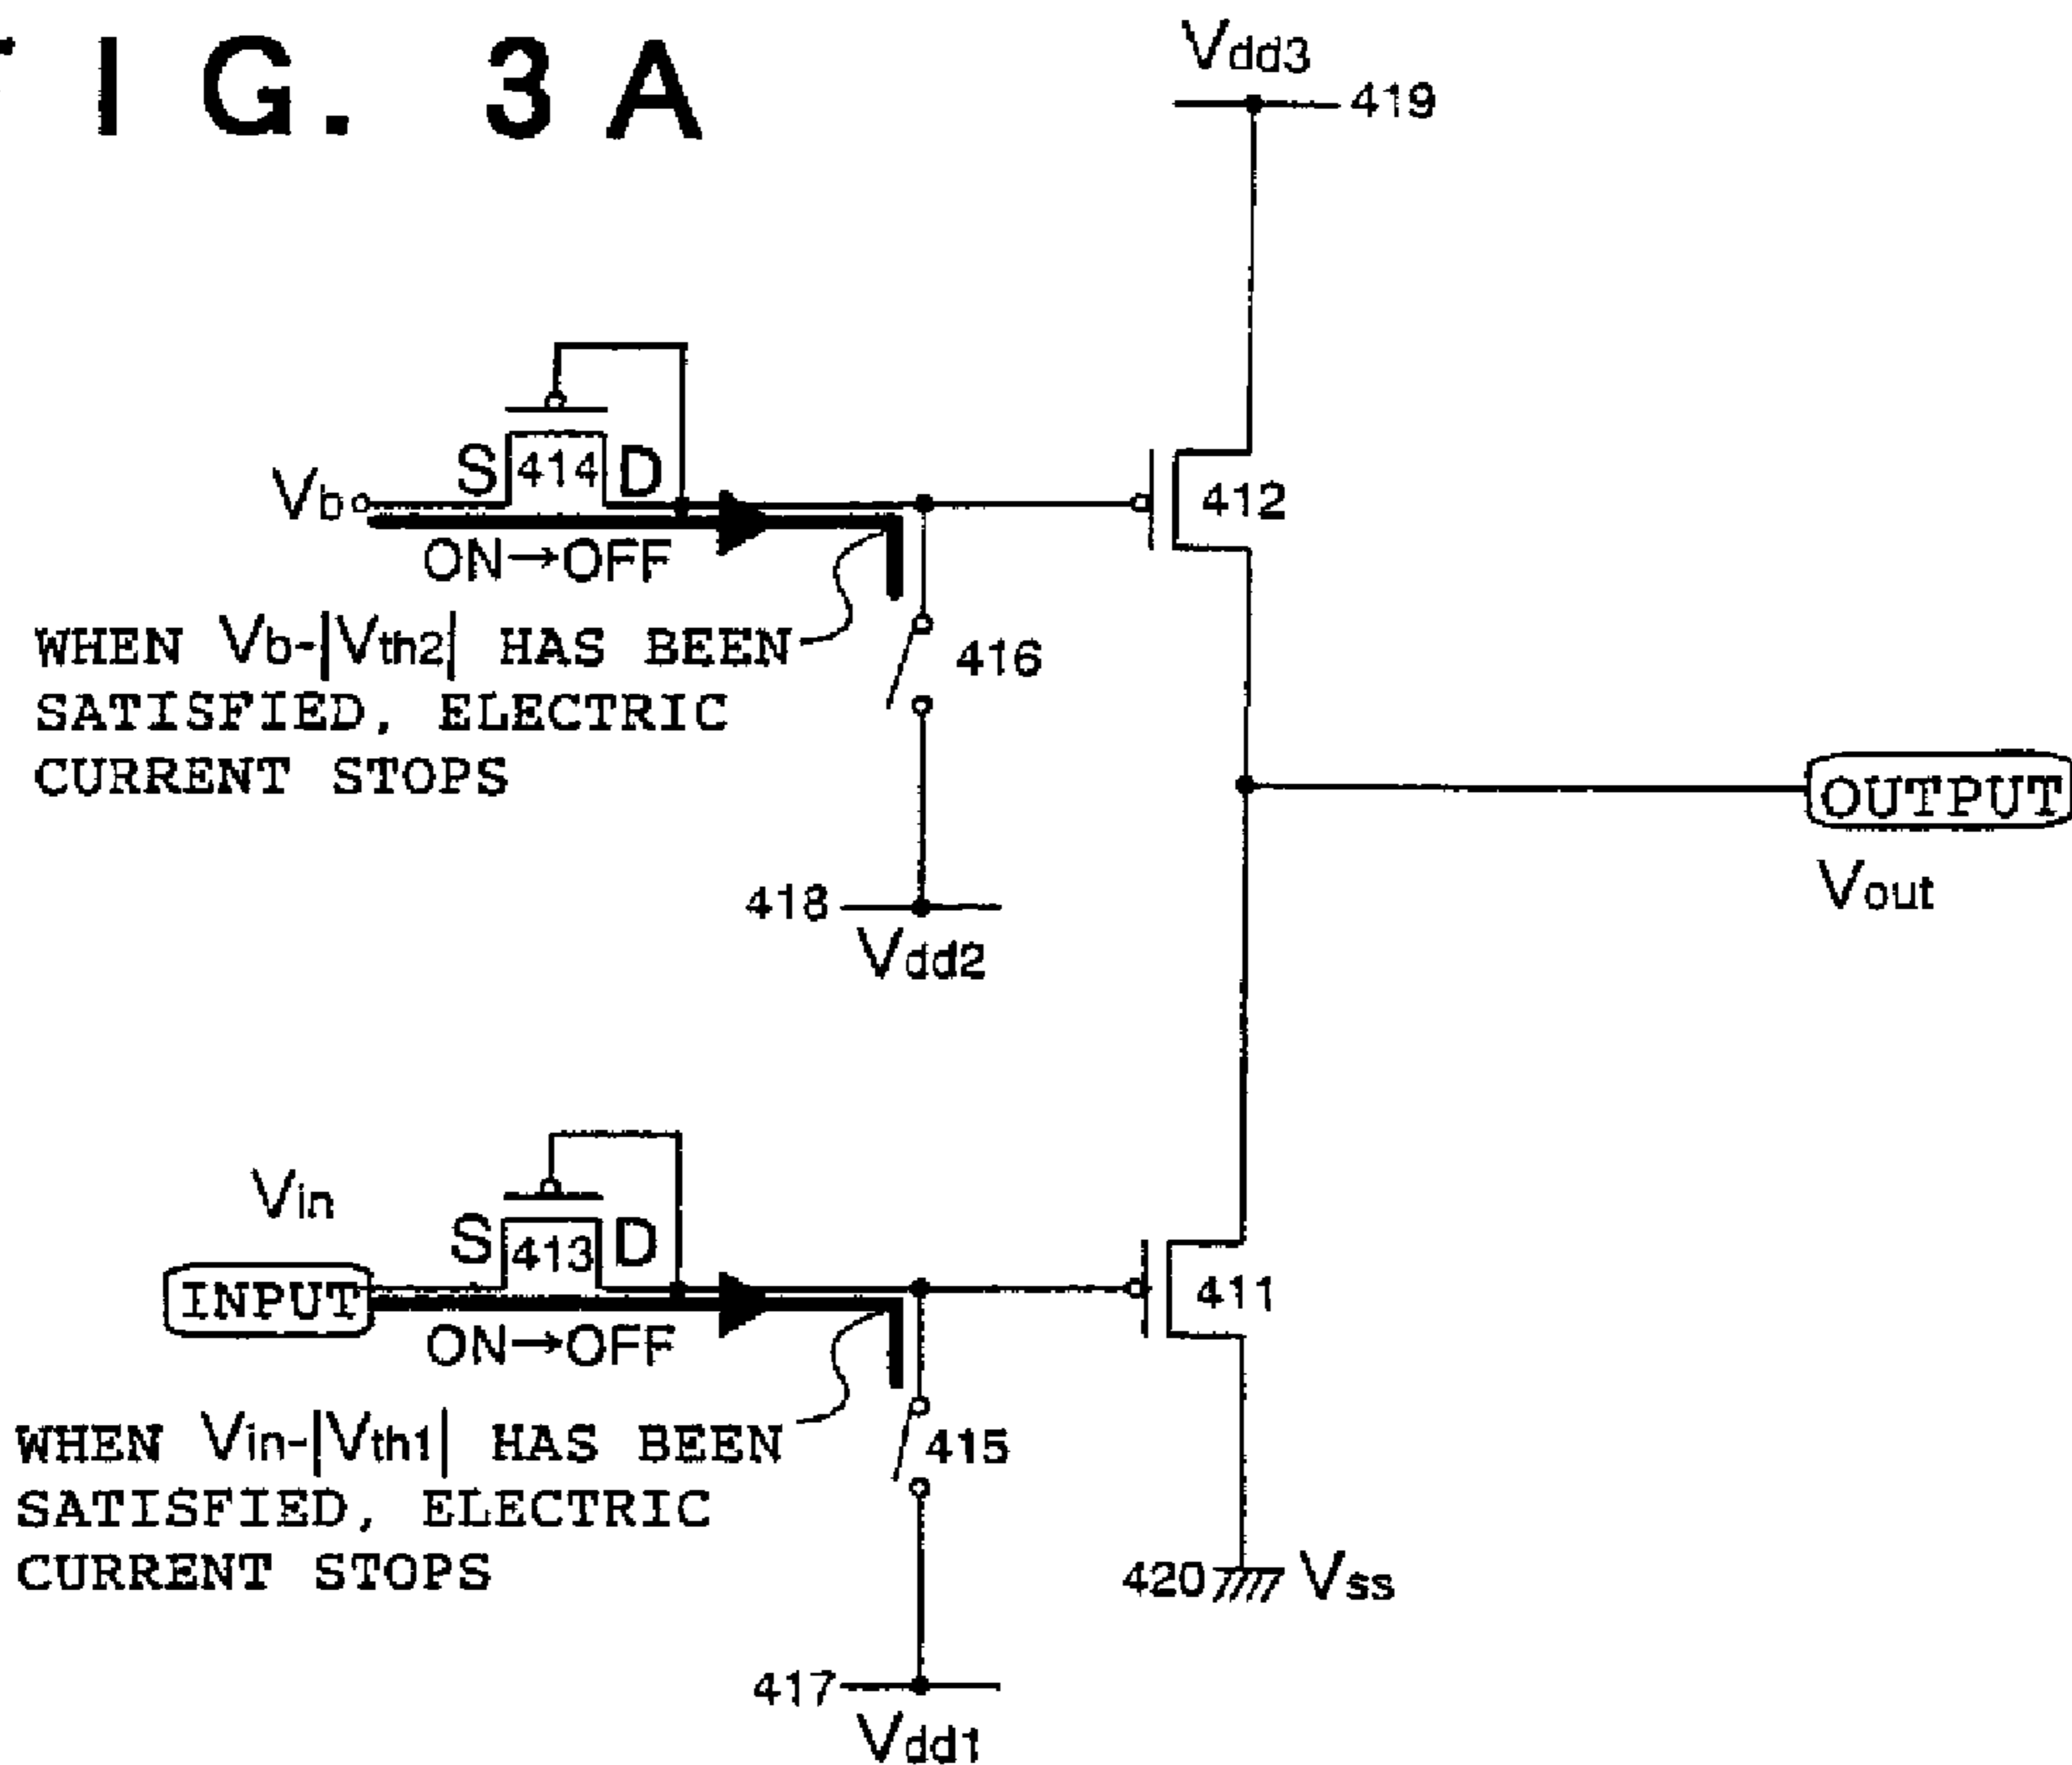 FIG. 3A
Vdd3
419
S 414 D
Vb
ON→OFF
412
WHEN Vb-|Vth2| HAS BEEN
SATISFIED, ELECTRIC
CURRENT STOPS
416
OUTPUT
Vout
418
Vdd2
Vin
S 413 D
INPUT
ON→OFF
411
WHEN Vin-|Vth1| HAS BEEN
SATISFIED, ELECTRIC
CURRENT STOPS
415
420 Vss
417
Vdd1